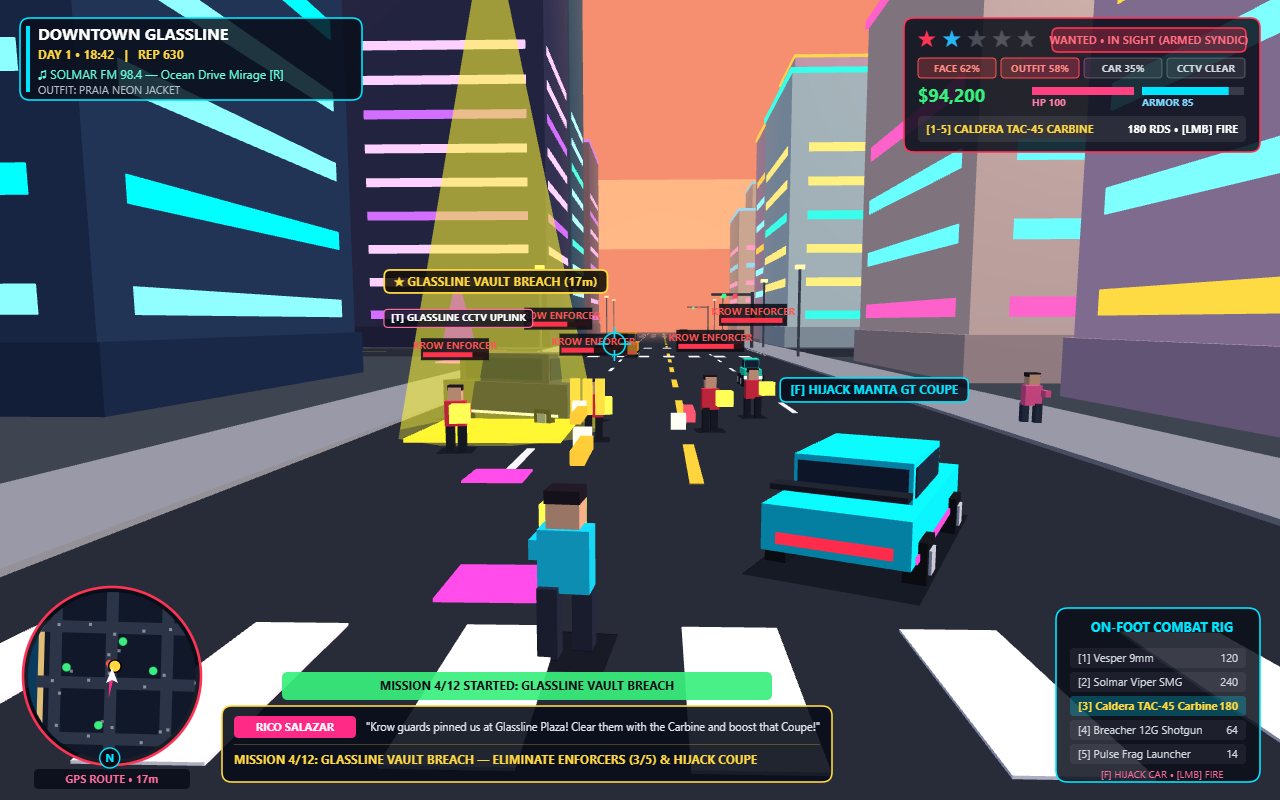 DOWNTOWN GLASSLINE
DAY 1 • 18:42 | REP 630
♫ SOLMAR FM 98.4 — Ocean Drive Mirage [R]
OUTFIT: PRAIA NEON JACKET
WANTED • IN SIGHT (ARMED SYNDIC
FACE 62% OUTFIT 58% CAR 35% CCTV CLEAR
$94,200
HP 100 ARMOR 85
[1-5] CALDERA TAC-45 CARBINE 180 RDS • [LMB] FIRE
★ GLASSLINE VAULT BREACH (17m)
[T] GLASSLINE CCTV UPLINK
OW ENFORCER
KROW ENFORCER
KROW ENFORCER
KROW ENFORCER
KROW ENFORCER
[F] HIJACK MANTA GT COUPE
N
GPS ROUTE • 17m
MISSION 4/12 STARTED: GLASSLINE VAULT BREACH
RICO SALAZAR "Krow guards pinned us at Glassline Plaza! Clear them with the Carbine and boost that Coupe!"
MISSION 4/12: GLASSLINE VAULT BREACH — ELIMINATE ENFORCERS (3/5) & HIJACK COUPE
ON-FOOT COMBAT RIG
[1] Vesper 9mm 120
[2] Solmar Viper SMG 240
[3] Caldera TAC-45 Carbine 180
[4] Breacher 12G Shotgun 64
[5] Pulse Frag Launcher 14
[F] HIJACK CAR • [LMB] FIRE